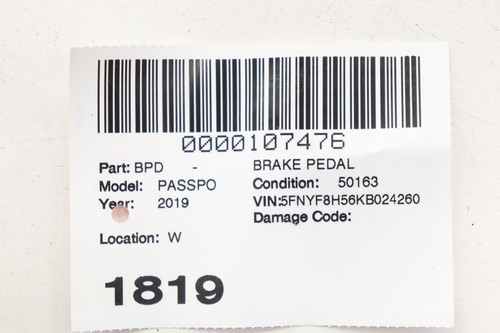 0000107476
Part: BPD - BRAKE PEDAL
Model: PASSPO Condition: 50163
Year: 2019 VIN:5FNYF8H56KB024260
Damage Code:
Location: W
1819